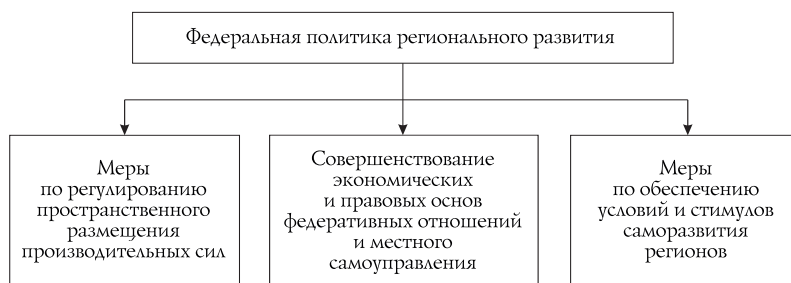 Федеральная политика регионального развития
Меры
по регулированию
пространственного
размещения
производительных сил
Совершенствование
экономических
и правовых основ
федеративных отношений
и местного
самоуправления
Меры
по обеспечению
условий и стимулов
саморазвития
регионов